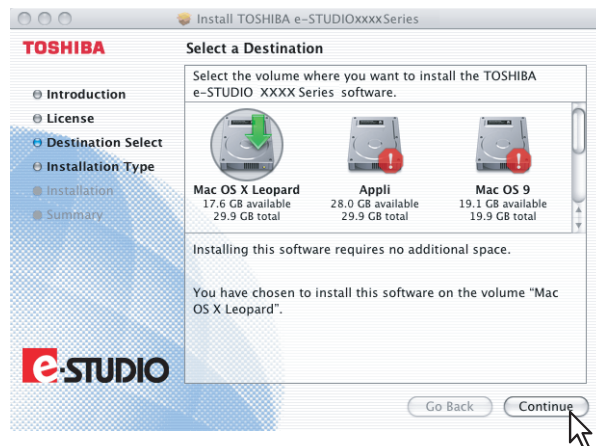 Install TOSHIBA e-STUDIOxxxxSeries
TOSHIBA
Select a Destination
Introduction
License
Destination Select
Installation Type
Installation
Summary
Select the volume where you want to install the TOSHIBA
e-STUDIO XXXX Series software.
Mac OS X Leopard
17.6 GB available
29.9 GB total
Appli
28.0 GB available
29.9 GB total
Mac OS 9
19.1 GB available
19.9 GB total
Installing this software requires no additional space.
You have chosen to install this software on the volume “Mac
OS X Leopard”.
e-STUDIO
Go Back
Continue